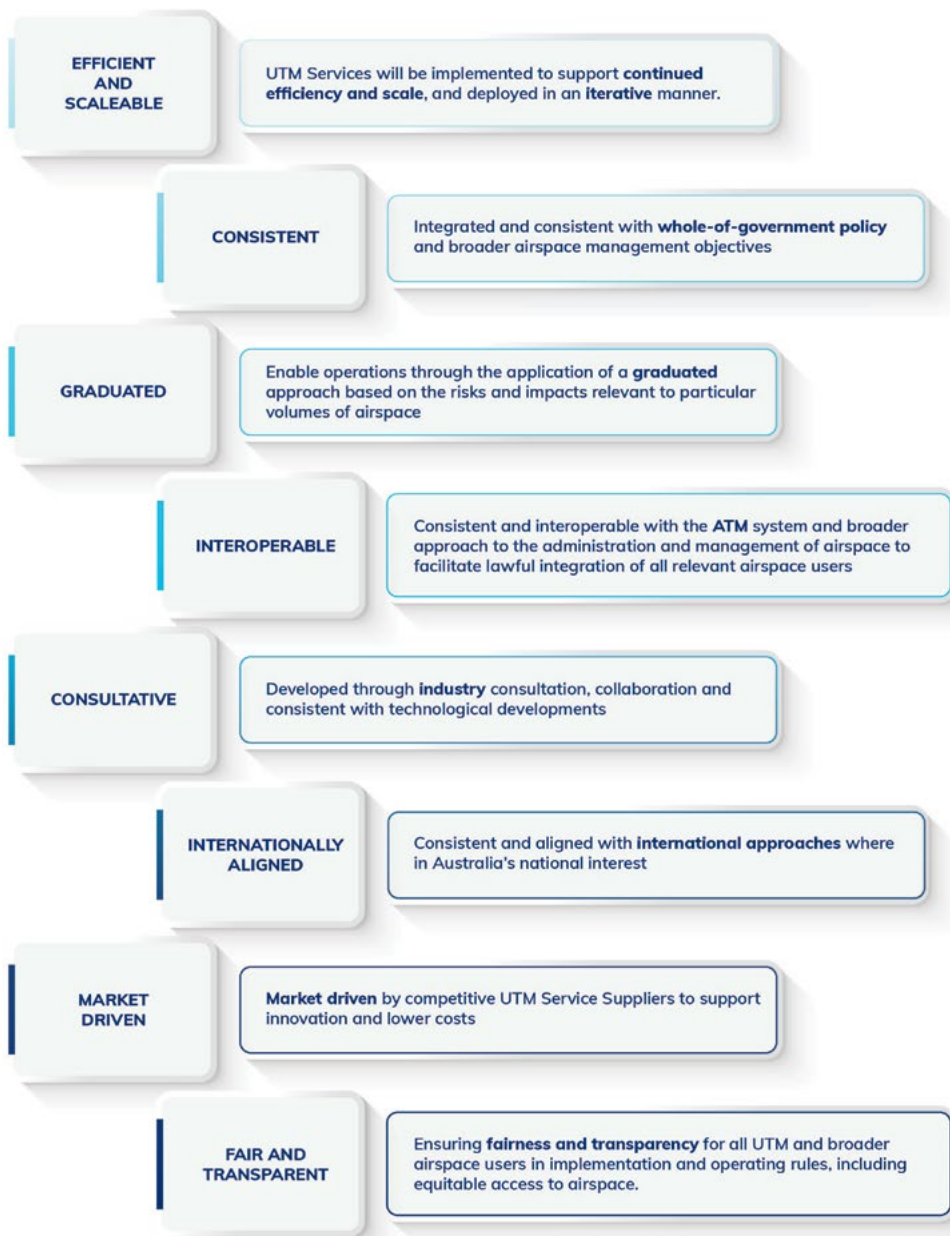 EFFICIENT
AND
SCALEABLE
UTM Services will be implemented to support continued
efficiency and scale, and deployed in an iterative manner.
CONSISTENT
Integrated and consistent with whole-of-government policy
and broader airspace management objectives
GRADUATED
Enable operations through the application of a graduated
approach based on the risks and impacts relevant to particular
volumes of airspace
INTEROPERABLE
Consistent and interoperable with the ATM system and broader
approach to the administration and management of airspace to
facilitate lawful integration of all relevant airspace users
CONSULTATIVE
Developed through industry consultation, collaboration and
consistent with technological developments
INTERNATIONALLY
ALIGNED
Consistent and aligned with international approaches where
in Australia's national interest
MARKET
DRIVEN
Market driven by competitive UTM Service Suppliers to support
innovation and lower costs
FAIR AND
TRANSPARENT
Ensuring fairness and transparency for all UTM and broader
airspace users in implementation and operating rules, including
equitable access to airspace.